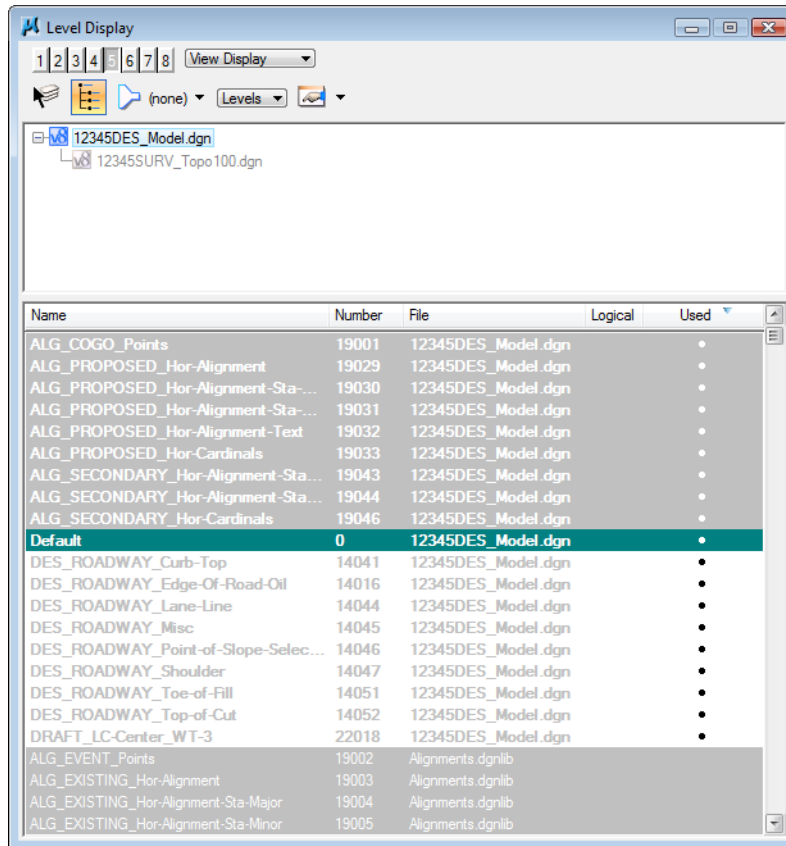 Level Display
1 2 3 4 5 6 7 8 View Display
(none) Levels
v8 12345DES_Model.dgn
v8 12345SURV_Topo100.dgn
Name Number File Logical Used
ALG_COGO_Points 19001 12345DES_Model.dgn •
ALG_PROPOSED_Hor-Alignment 19029 12345DES_Model.dgn •
ALG_PROPOSED_Hor-Alignment-Sta-... 19030 12345DES_Model.dgn •
ALG_PROPOSED_Hor-Alignment-Sta-... 19031 12345DES_Model.dgn •
ALG_PROPOSED_Hor-Alignment-Text 19032 12345DES_Model.dgn •
ALG_PROPOSED_Hor-Cardinals 19033 12345DES_Model.dgn •
ALG_SECONDARY_Hor-Alignment-Sta... 19043 12345DES_Model.dgn •
ALG_SECONDARY_Hor-Alignment-Sta... 19044 12345DES_Model.dgn •
ALG_SECONDARY_Hor-Cardinals 19046 12345DES_Model.dgn •
Default 0 12345DES_Model.dgn •
DES_ROADWAY_Curb-Top 14041 12345DES_Model.dgn •
DES_ROADWAY_Edge-Of-Road-Oil 14016 12345DES_Model.dgn •
DES_ROADWAY_Lane-Line 14044 12345DES_Model.dgn •
DES_ROADWAY_Misc 14045 12345DES_Model.dgn •
DES_ROADWAY_Point-of-Slope-Selec... 14046 12345DES_Model.dgn •
DES_ROADWAY_Shoulder 14047 12345DES_Model.dgn •
DES_ROADWAY_Toe-of-Fill 14051 12345DES_Model.dgn •
DES_ROADWAY_Top-of-Cut 14052 12345DES_Model.dgn •
DRAFT_LC-Center_WT-3 22018 12345DES_Model.dgn •
ALG_EVENT_Points 19002 Alignments.dgnlib
ALG_EXISTING_Hor-Alignment 19003 Alignments.dgnlib
ALG_EXISTING_Hor-Alignment-Sta-Major 19004 Alignments.dgnlib
ALG_EXISTING_Hor-Alignment-Sta-Minor 19005 Alignments.dgnlib